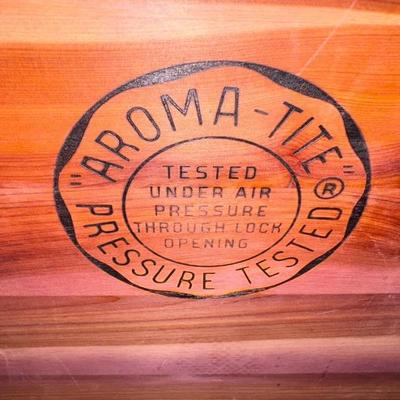 "AROMA-TITE"®
TESTED
UNDER AIR
PRESSURE
THROUGH LOCK
OPENING
PRESSURE TESTED